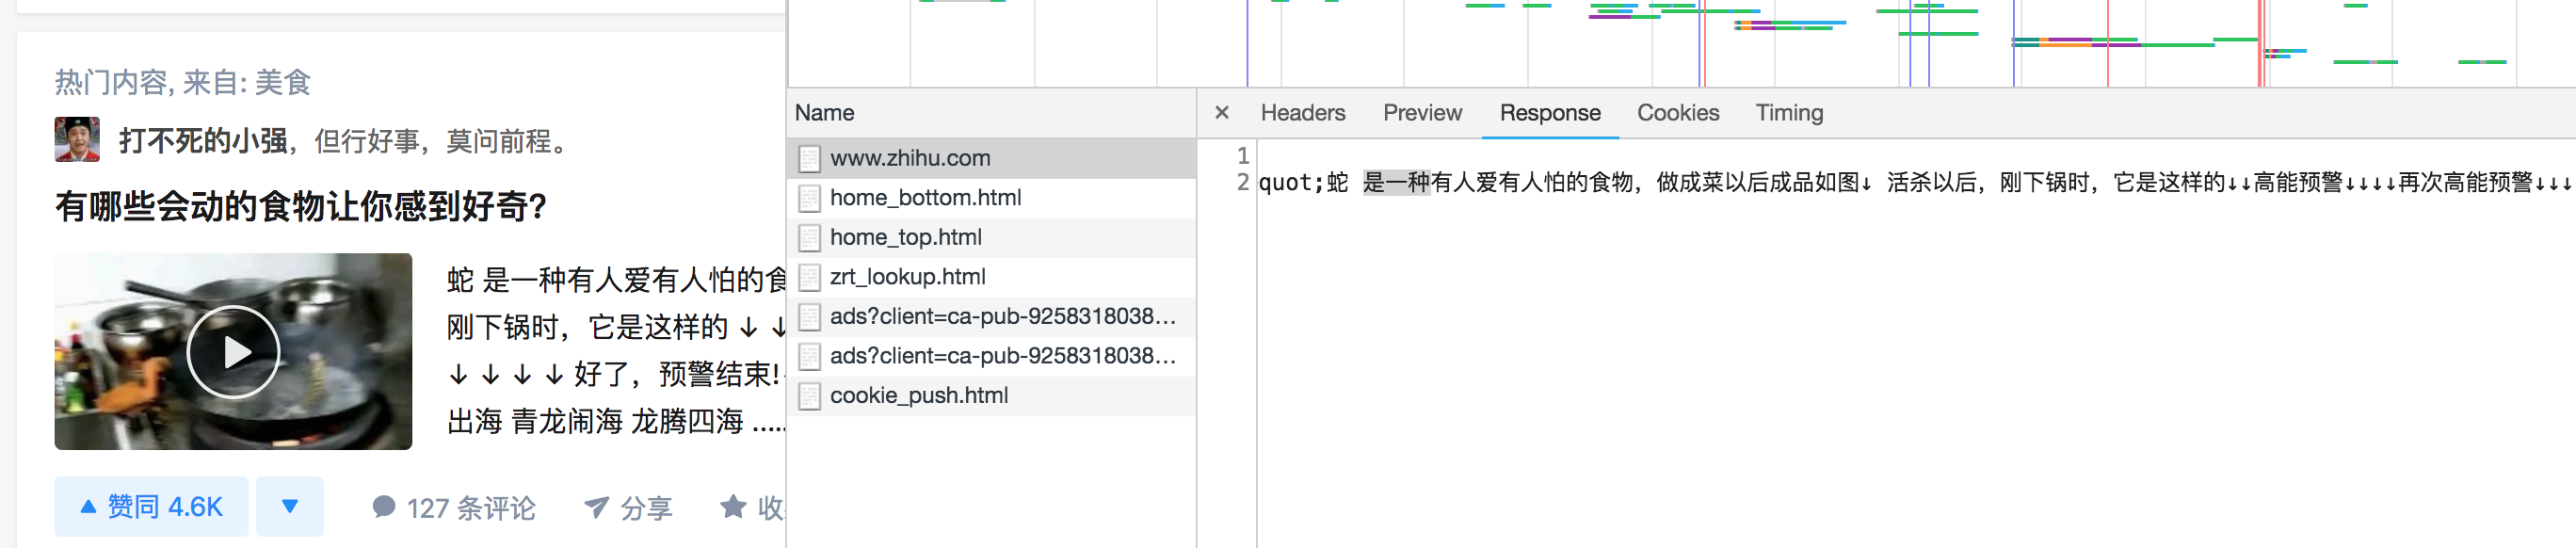 热门内容, 来自: 美食
打不死的小强，但行好事，莫问前程。
有哪些会动的食物让你感到好奇?
蛇 是一种有人爱有人怕的食
刚下锅时，它是这样的 ↓ ↓
↓ ↓ ↓ ↓ 好了，预警结束!
出海 青龙闹海 龙腾四海 .....
赞同 4.6K
127 条评论
分享
收
Name
www.zhihu.com
home_bottom.html
home_top.html
zrt_lookup.html
ads?client=ca-pub-9258318038...
ads?client=ca-pub-9258318038...
cookie_push.html
× Headers Preview Response Cookies Timing
1
2 quot;蛇 是一种有人爱有人怕的食物，做成菜以后成品如图↓ 活杀以后，刚下锅时，它是这样的↓↓高能预警↓↓↓↓再次高能预警↓↓↓